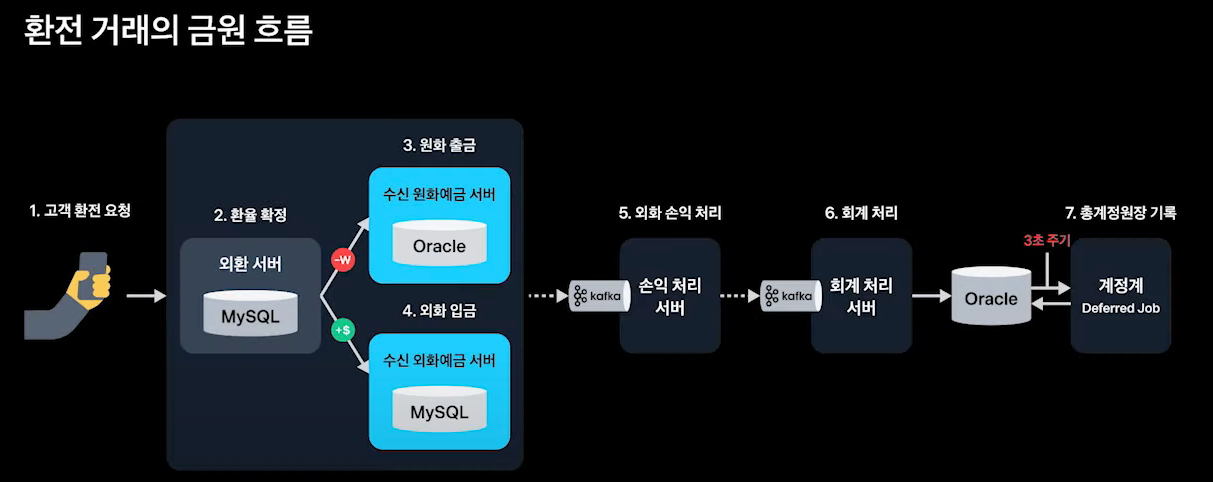 환전 거래의 금원 흐름
1. 고객 환전 요청
2. 환율 확정
외환 서버
MySQL
-₩
+$
3. 원화 출금
수신 원화예금 서버
Oracle
4. 외화 입금
수신 외화예금 서버
MySQL
5. 외화 손익 처리
kafka
손익 처리
서버
6. 회계 처리
kafka
회계 처리
서버
Oracle
3초 주기
7. 총계정원장 기록
계정계
Deferred Job